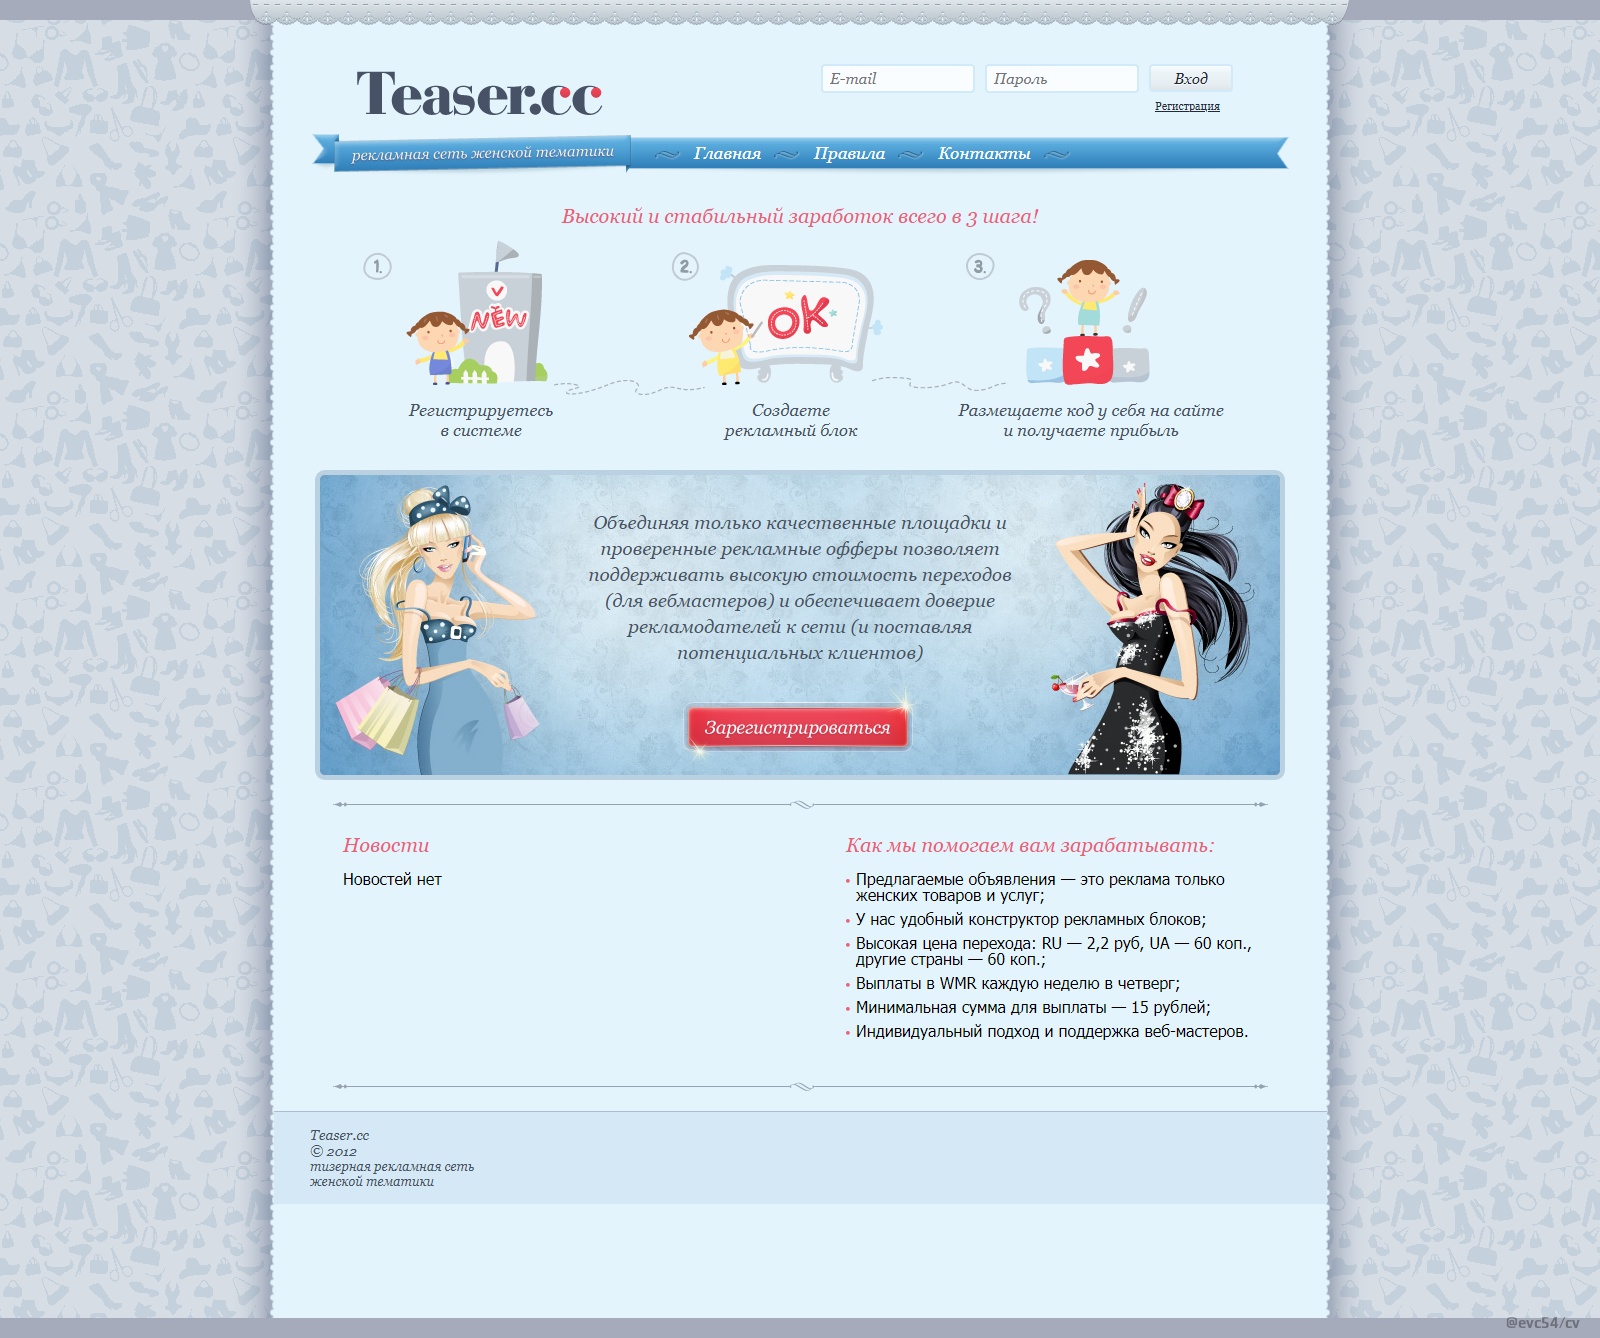 Teaser.cc
E-mail
Пароль
Вход
Регистрация
рекламная сеть женской тематики
Главная
Правила
Контакты
Высокий и стабильный заработок всего в 3 шага!
1.
V
NEW
2.
OK
3.
? !
Регистрируетесь
в системе
Создаете
рекламный блок
Размещаете код у себя на сайте
и получаете прибыль
Объединяя только качественные площадки и
проверенные рекламные офферы позволяет
поддерживать высокую стоимость переходов
(для вебмастеров) и обеспечивает доверие
рекламодателей к сети (и поставляя
потенциальных клиентов)
Зарегистрироваться
Новости
Новостей нет
Как мы помогаем вам зарабатывать:
• Предлагаемые объявления — это реклама только
женских товаров и услуг;
• У нас удобный конструктор рекламных блоков;
• Высокая цена перехода: RU — 2,2 руб, UA — 60 коп.,
другие страны — 60 коп.;
• Выплаты в WMR каждую неделю в четверг;
• Минимальная сумма для выплаты — 15 рублей;
• Индивидуальный подход и поддержка веб-мастеров.
Teaser.cc
© 2012
тизерная рекламная сеть
женской тематики
@evc54/cv